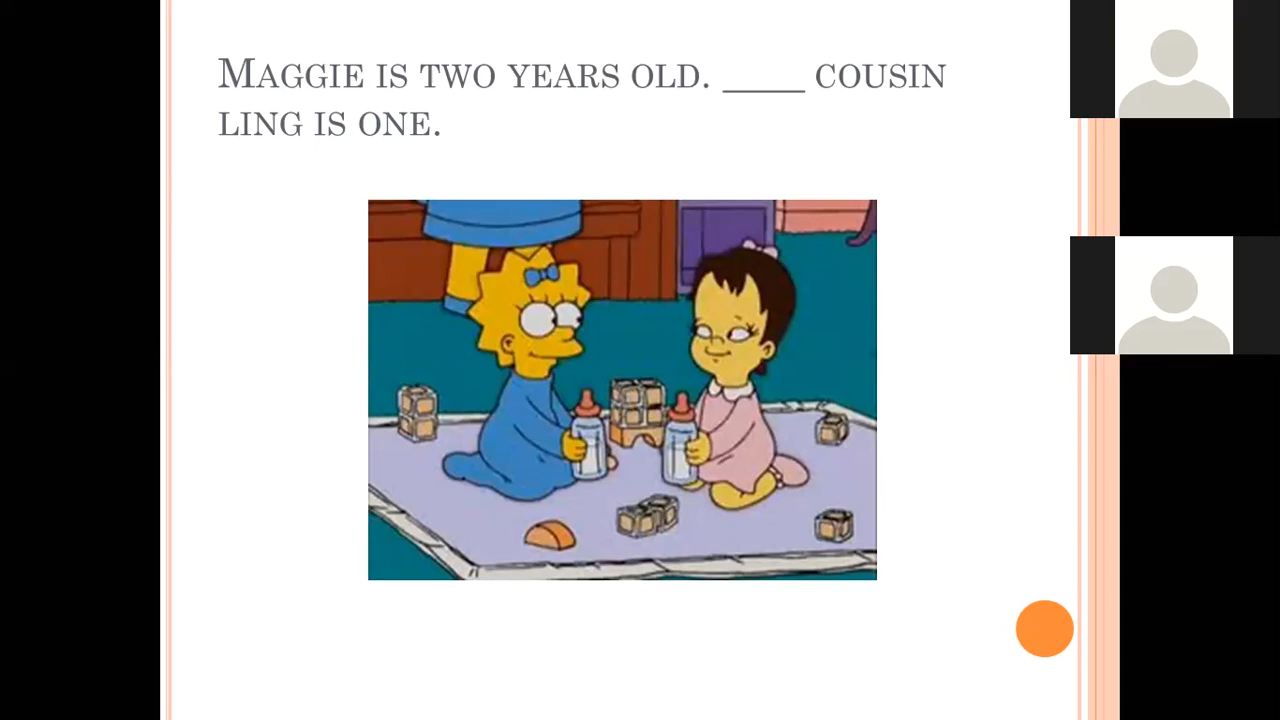 Maggie is two years old. _____ cousin
ling is one.